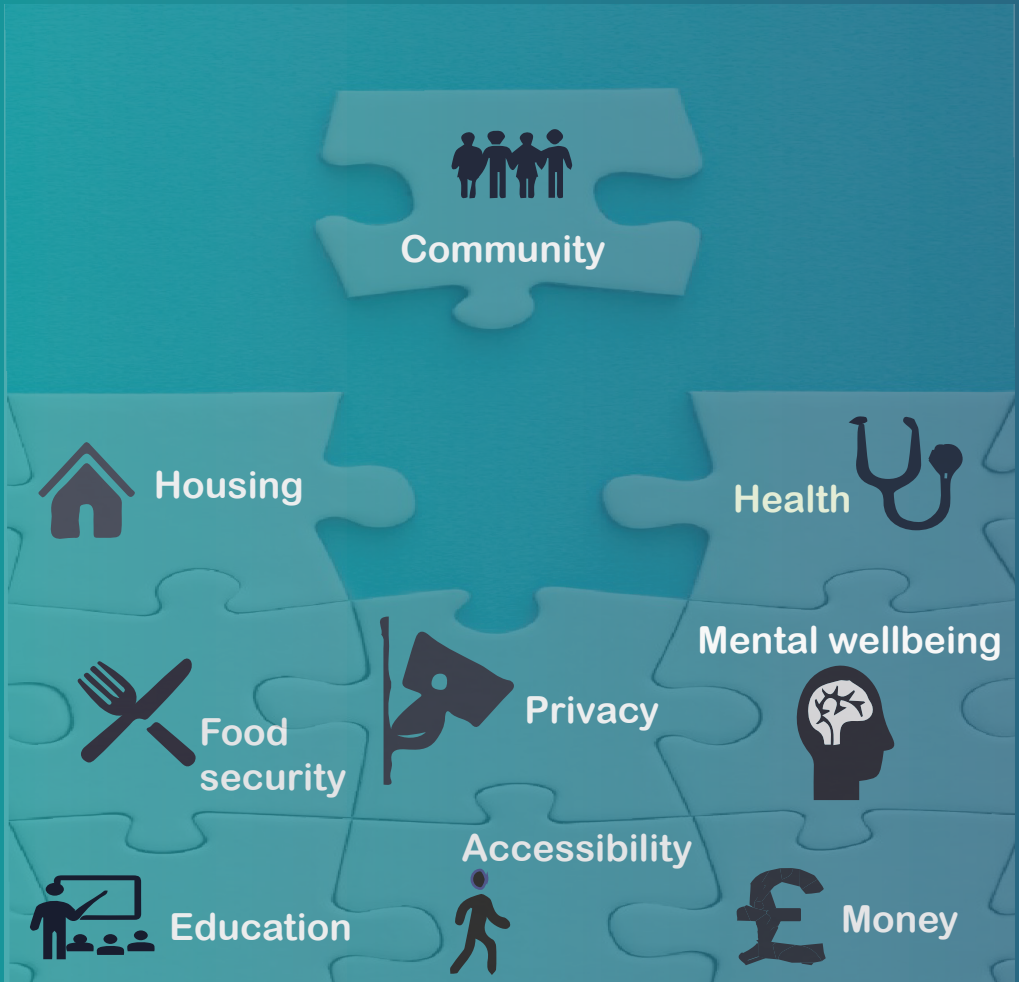 Community
Housing
Health
Mental wellbeing
Food
security
Privacy
Accessibility
Education
Money